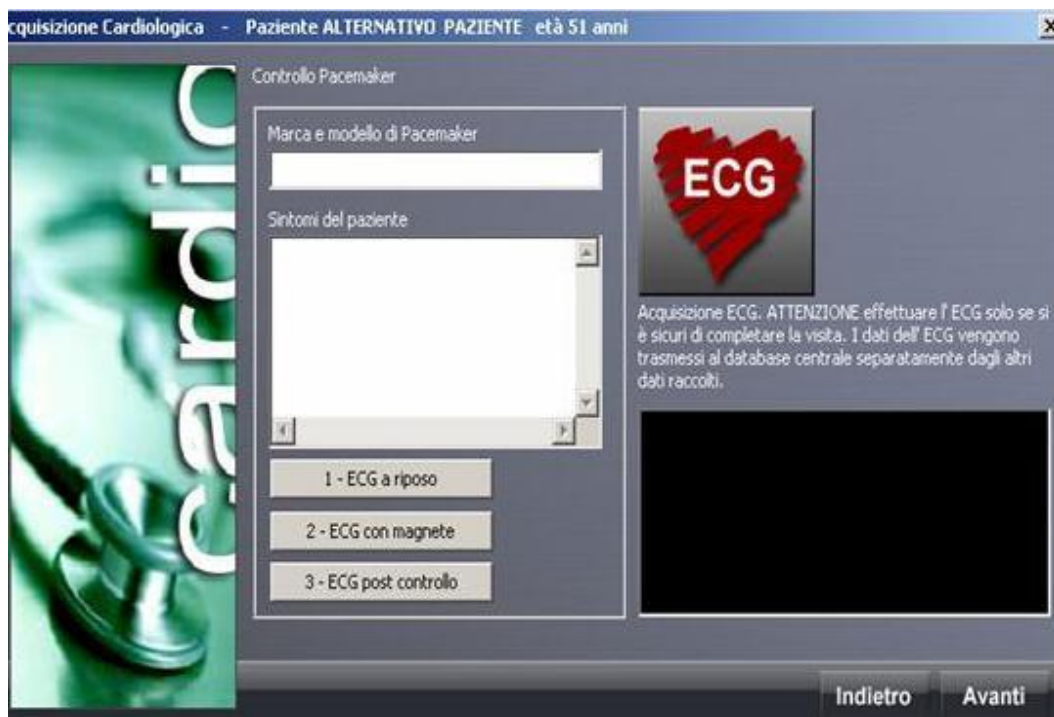 cquisizione Cardiologica - Paziente ALTERNATIVO PAZIENTE età 51 anni
cardio
Controllo Pacemaker
Marca e modello di Pacemaker
Sintomi del paziente
1 - ECG a riposo
2 - ECG con magnete
3 - ECG post controllo
ECG
Acquisizione ECG. ATTENZIONE effettuare l' ECG solo se si
è sicuri di completare la visita. I dati dell' ECG vengono
trasmessi al database centrale separatamente dagli altri
dati raccolti.
Indietro Avanti